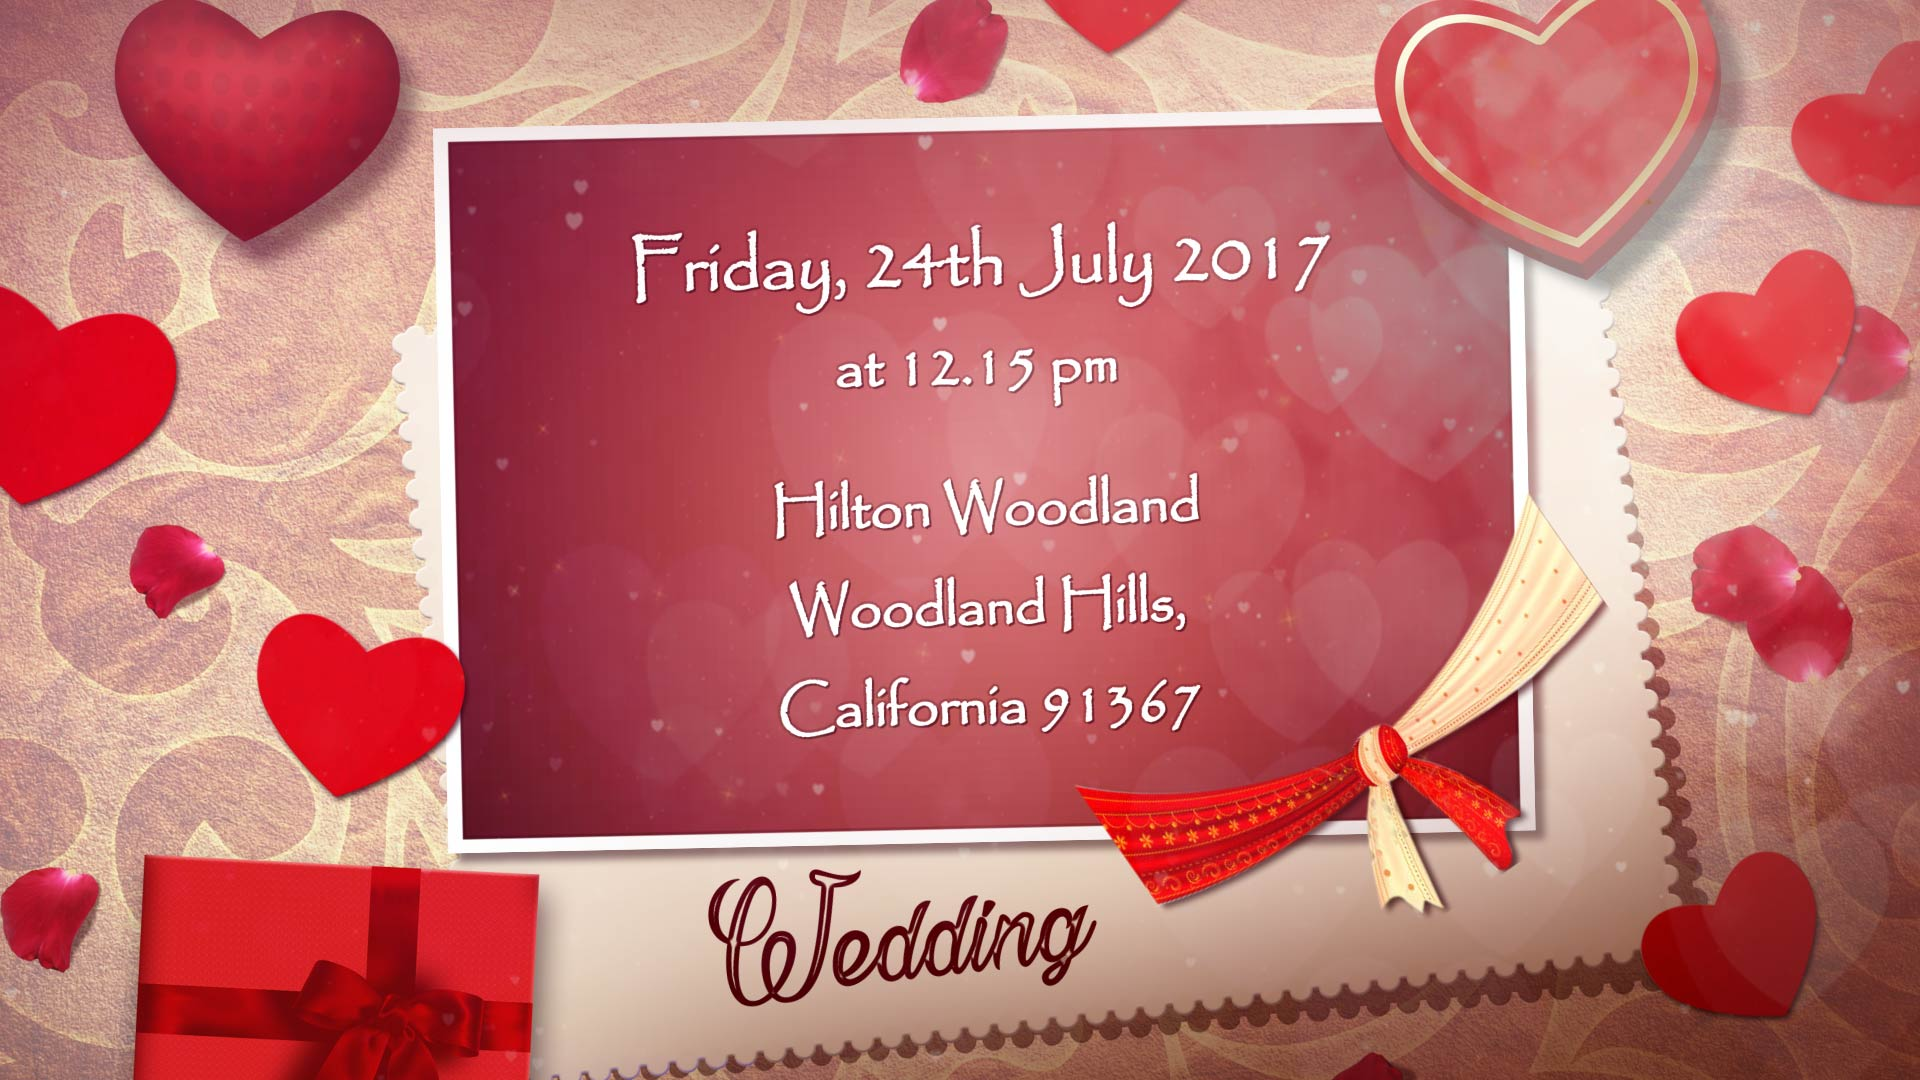 Friday, 24th July 2017
at 12.15 pm
Hilton Woodland
Woodland Hills,
California 91367
Wedding